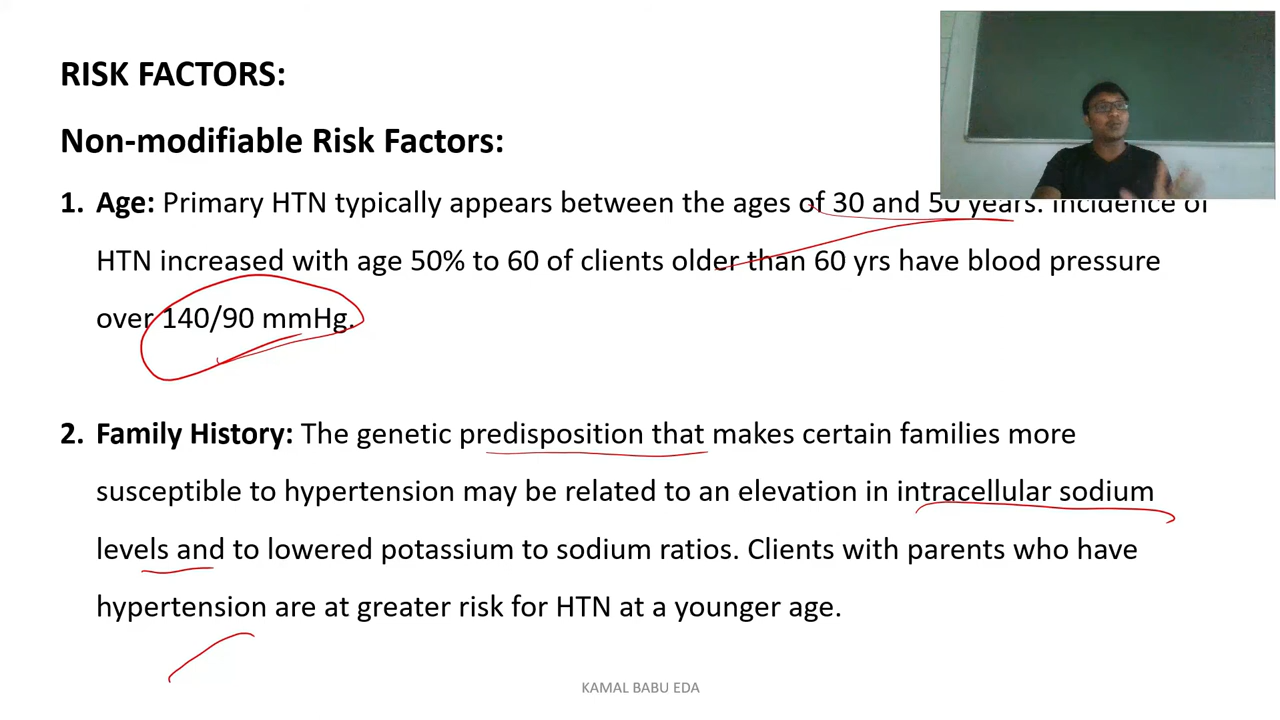 RISK FACTORS:
Non-modifiable Risk Factors:
1. Age: Primary HTN typically appears between the ages of 30 and 50 years. Incidence of
HTN increased with age 50% to 60 of clients older than 60 yrs have blood pressure
over 140/90 mmHg.
2. Family History: The genetic predisposition that makes certain families more
susceptible to hypertension may be related to an elevation in intracellular sodium
levels and to lowered potassium to sodium ratios. Clients with parents who have
hypertension are at greater risk for HTN at a younger age.
KAMAL BABU EDA